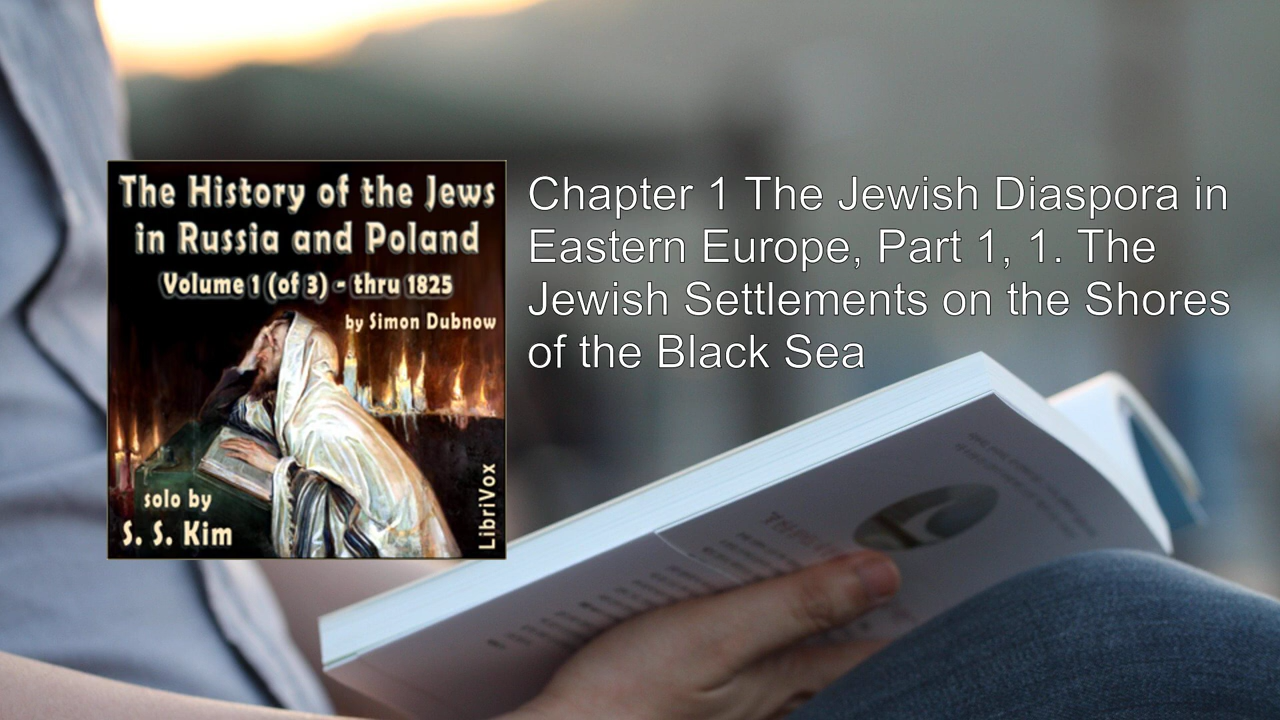 The History of the Jews
in Russia and Poland
Volume 1 (of 3) - thru 1825
by Simon Dubnow
solo by
S. S. Kim
LibriVox
Chapter 1 The Jewish Diaspora in
Eastern Europe, Part 1, 1. The
Jewish Settlements on the Shores
of the Black Sea